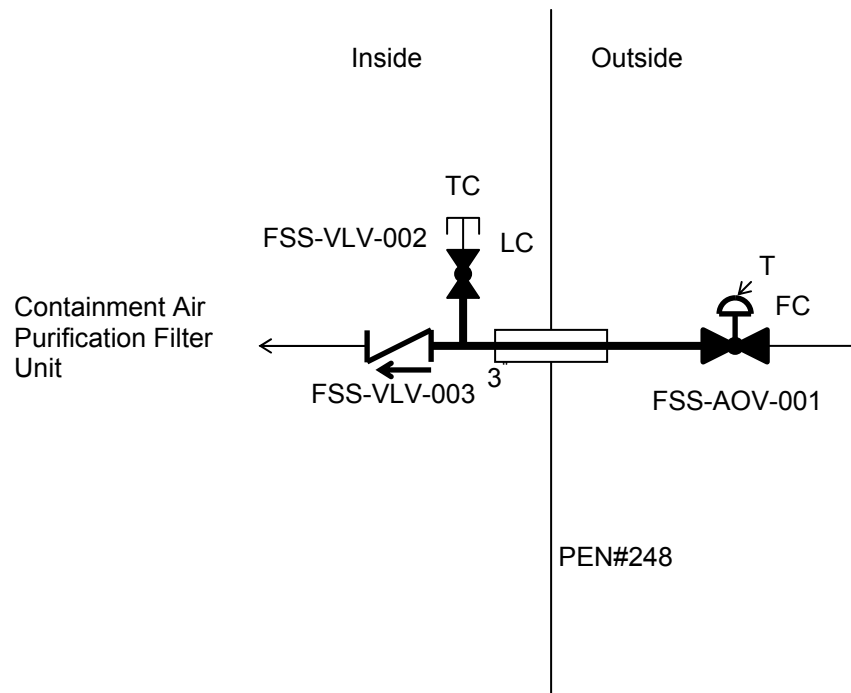 Inside
Outside
TC
FSS-VLV-002
LC
T
FC
Containment Air
Purification Filter
Unit
FSS-VLV-003
3"
FSS-AOV-001
PEN#248